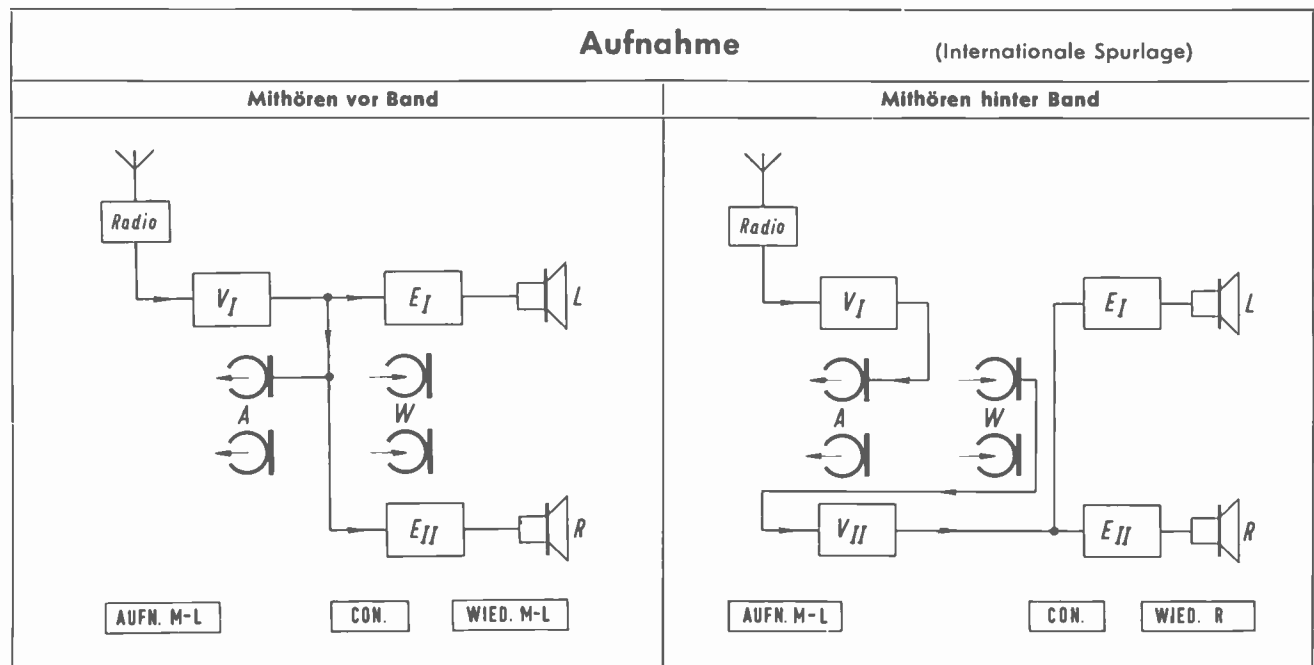 Aufnahme (Internationale Spurlage)
Mithören vor Band
Radio
V_I E_I L
A W
E_II R
AUFN. M-L CON. WIED. M-L
Mithören hinter Band
Radio
V_I E_I L
A W
V_II E_II R
AUFN. M-L CON. WIED. R